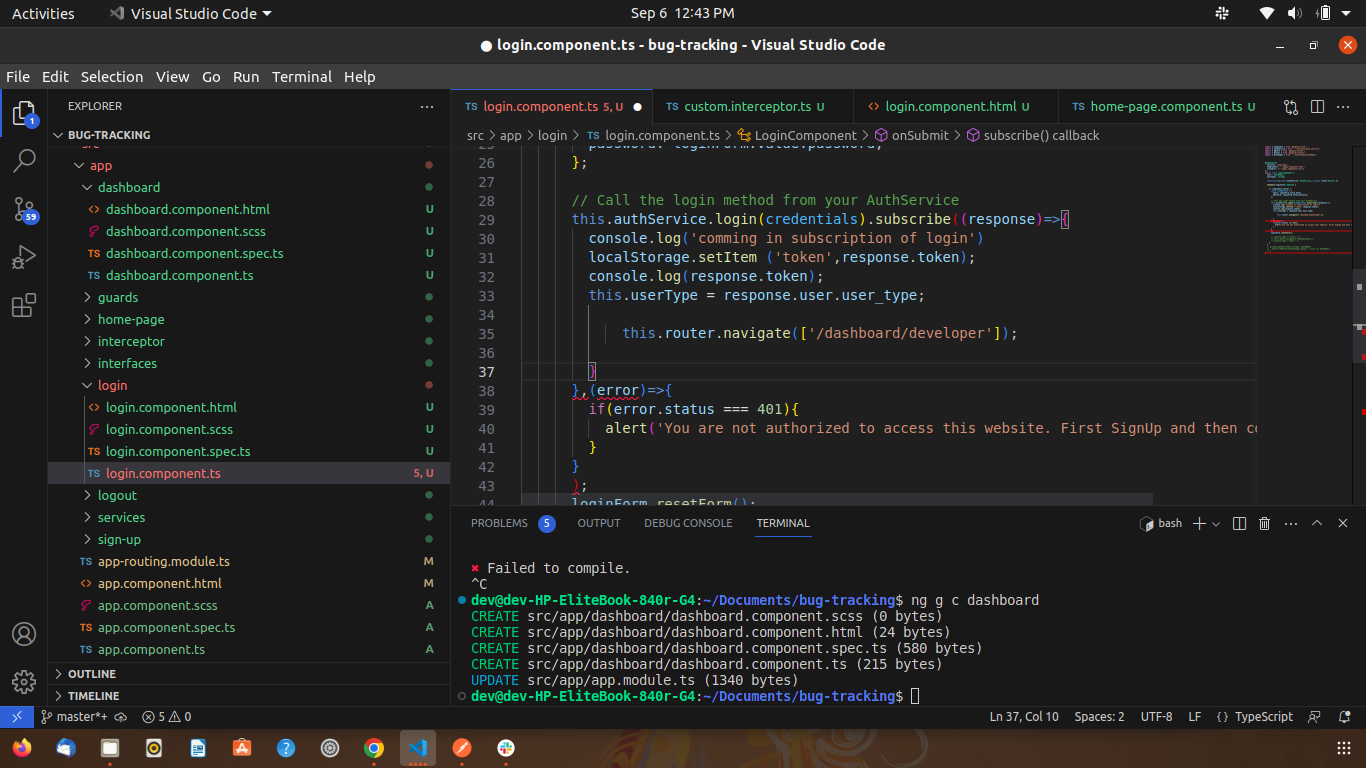 Activities
Visual Studio Code
Sep 6 12:43 PM
● login.component.ts - bug-tracking - Visual Studio Code
File Edit Selection View Go Run Terminal Help
EXPLORER
BUG-TRACKING
src
app
dashboard
dashboard.component.html U
dashboard.component.scss U
TS dashboard.component.spec.ts U
TS dashboard.component.ts U
guards
home-page
interceptor
interfaces
login
login.component.html U
login.component.scss U
TS login.component.spec.ts U
TS login.component.ts 5, U
logout
services
sign-up
TS app-routing.module.ts M
app.component.html M
app.component.scss A
TS app.component.spec.ts A
TS app.component.ts A
OUTLINE
TIMELINE
1
59
TS login.component.ts 5, U
TS custom.interceptor.ts U
login.component.html U
TS home-page.component.ts U
src > app > login > TS login.component.ts > LoginComponent > onSubmit > subscribe() callback
25 password: loginForm.value.password,
26 };
27
28 // Call the login method from your AuthService
29 this.authService.login(credentials).subscribe((response)=>{
30 console.log('comming in subscription of login')
31 localStorage.setItem ('token',response.token);
32 console.log(response.token);
33 this.userType = response.user.user_type;
34
35 this.router.navigate(['/dashboard/developer']);
36
37 }
38 },(error)=>{
39 if(error.status === 401){
40 alert('You are not authorized to access this website. First SignUp and then co
41 }
42 }
43 );
44 loginForm.resetForm();
PROBLEMS 5 OUTPUT DEBUG CONSOLE TERMINAL
bash
✖ Failed to compile.
^C
dev@dev-HP-EliteBook-840r-G4:~/Documents/bug-tracking$ ng g c dashboard
CREATE src/app/dashboard/dashboard.component.scss (0 bytes)
CREATE src/app/dashboard/dashboard.component.html (24 bytes)
CREATE src/app/dashboard/dashboard.component.spec.ts (580 bytes)
CREATE src/app/dashboard/dashboard.component.ts (215 bytes)
UPDATE src/app/app.module.ts (1340 bytes)
dev@dev-HP-EliteBook-840r-G4:~/Documents/bug-tracking$
master*+ 5 0
Ln 37, Col 10 Spaces: 2 UTF-8 LF {} TypeScript